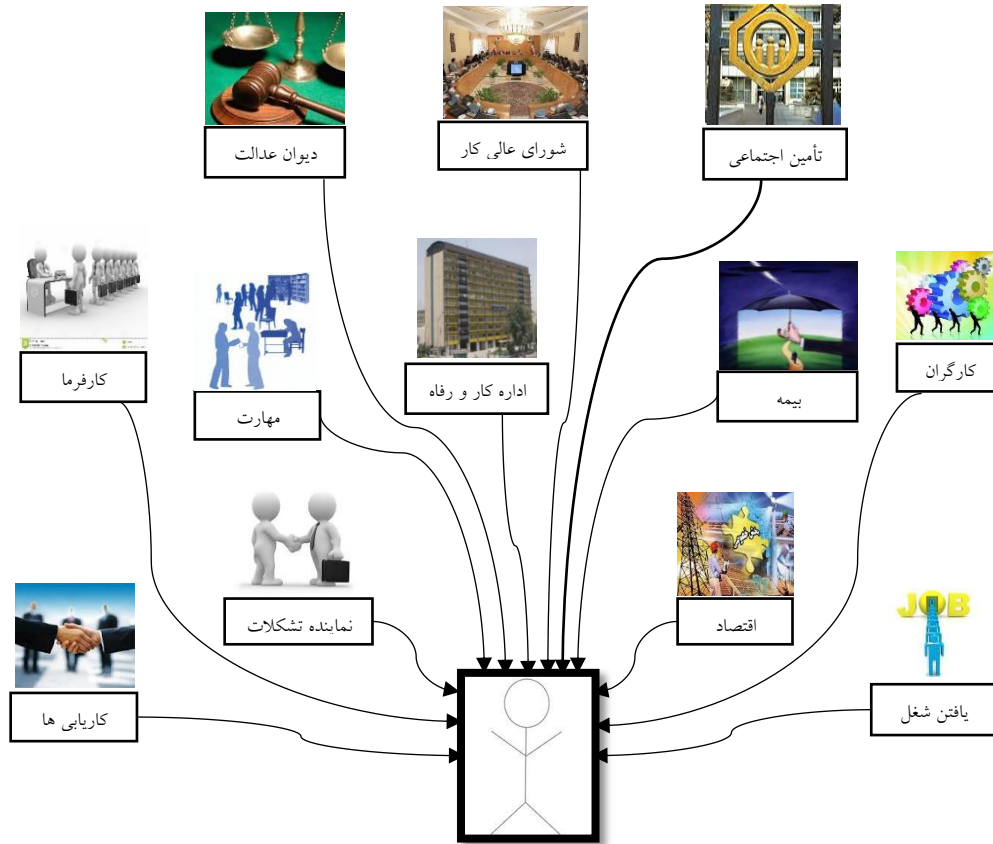 دیوان عدالت
شورای عالی کار
تأمین اجتماعی
کارفرما
مهارت
اداره کار و رفاه
بیمه
کارگران
نماینده تشکلات
اقتصاد
JOB
کاریابی ها
یافتن شغل